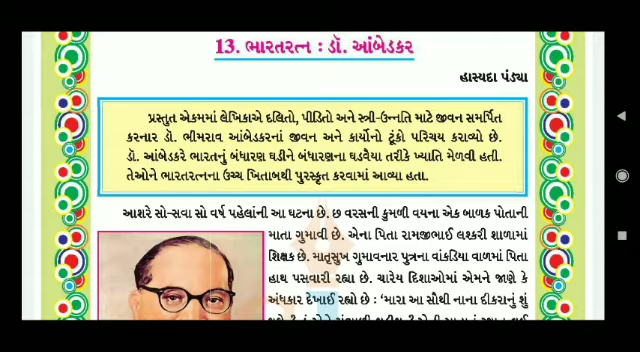 13. ભારતરત્ન : ડૉ. આંબેડકર
હાસ્યદા પંડ્યા
પ્રસ્તુત એકમમાં લેખિકાએ દલિતો, પીડિતો અને સ્ત્રી-ઉન્નતિ માટે જીવન સમર્પિત
કરનાર ડૉ. ભીમરાવ આંબેડકરનાં જીવન અને કાર્યોનો ટૂંકો પરિચય કરાવ્યો છે.
ડૉ. આંબેડકરે ભારતનું બંધારણ ઘડીને બંધારણના ઘડવૈયા તરીકે ખ્યાતિ મેળવી હતી.
તેઓને ભારતરત્નના ઉચ્ચ ખિતાબથી પુરસ્કૃત કરવામાં આવ્યા હતા.
આશરે સો-સવા સો વર્ષ પહેલાંની આ ઘટના છે. છ વરસની કુમળી વયના એક બાળક પોતાની
માતા ગુમાવી છે. એના પિતા રામજીભાઈ લશ્કરી શાળામાં
શિક્ષક છે. માતૃસુખ ગુમાવનાર પુત્રના વાંકડિયા વાળમાં પિતા
હાથ પસવારી રહ્યા છે. ચારેય દિશાઓમાં એમને જાણે કે
અંધકાર દેખાઈ રહ્યો છે : ‘મારા આ સૌથી નાના દીકરાનું શું